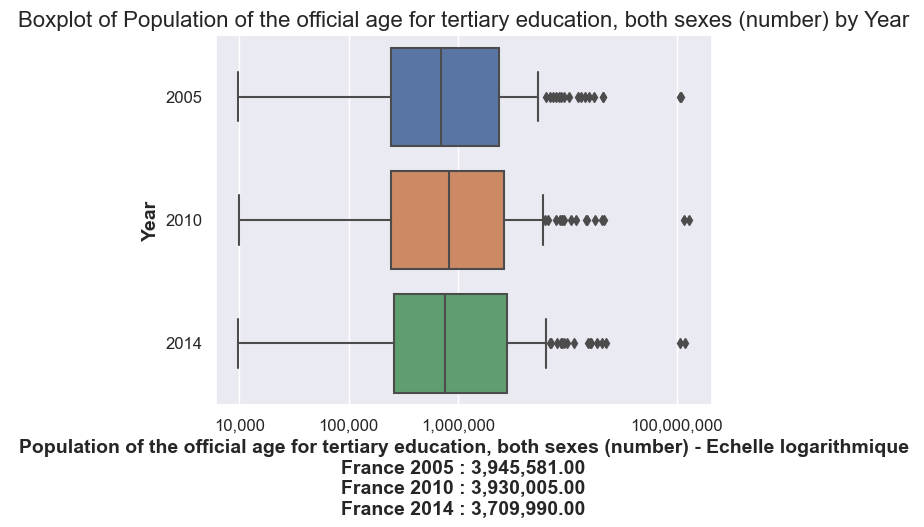 Boxplot of Population of the official age for tertiary education, both sexes (number) by Year
2005
2010
2014
Year
10,000 100,000 1,000,000 100,000,000
Population of the official age for tertiary education, both sexes (number) - Echelle logarithmique
France 2005 : 3,945,581.00
France 2010 : 3,930,005.00
France 2014 : 3,709,990.00